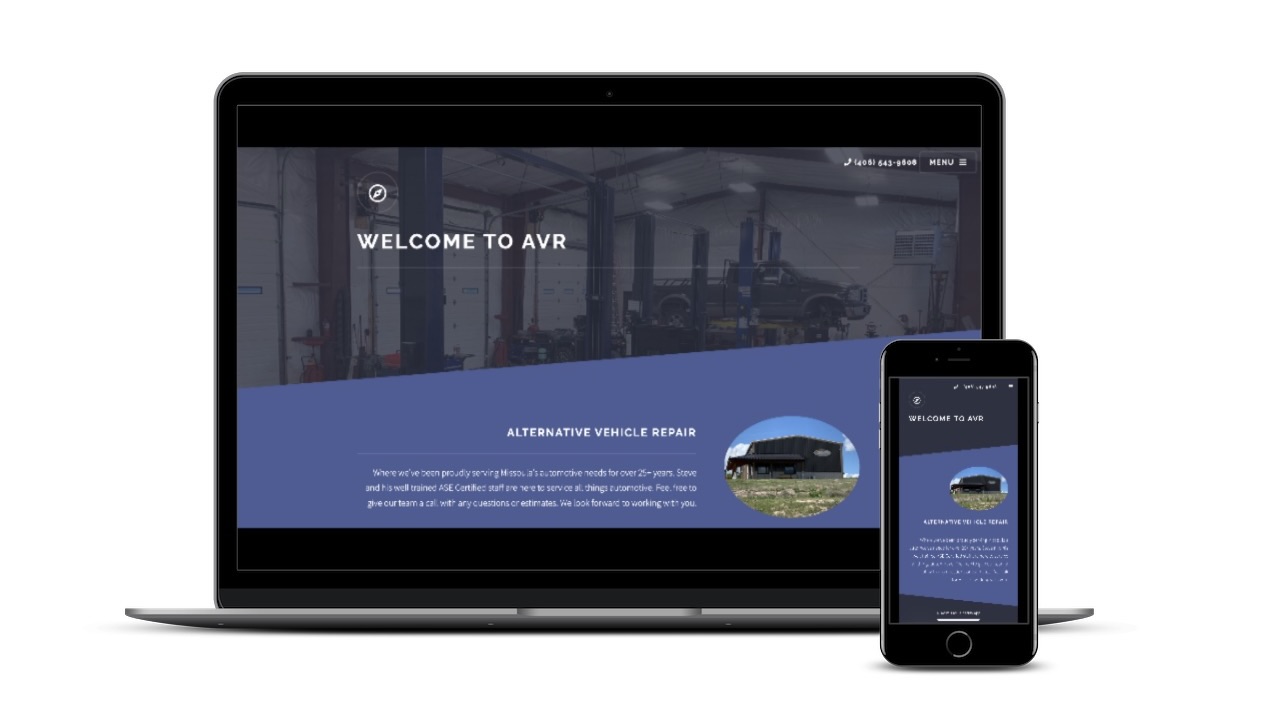 (406) 543-9608 MENU
WELCOME TO AVR
ALTERNATIVE VEHICLE REPAIR
Where we've been proudly serving Missoula's automotive needs for over 25+ years. Steve
and his well trained ASE Certified staff are here to service all things automotive. Feel free to
give our team a call with any questions or estimates. We look forward to working with you.
WELCOME TO AVR
ALTERNATIVE VEHICLE REPAIR